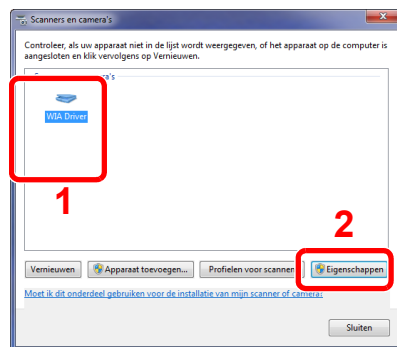 Scanners en camera's
Controleer, als uw apparaat niet in de lijst wordt weergegeven, of het apparaat op de computer is
aangesloten en klik vervolgens op Vernieuwen.
WIA Driver
1
2
Vernieuwen Apparaat toevoegen... Profielen voor scanner Eigenschappen
Moet ik dit onderdeel gebruiken voor de installatie van mijn scanner of camera?
Sluiten